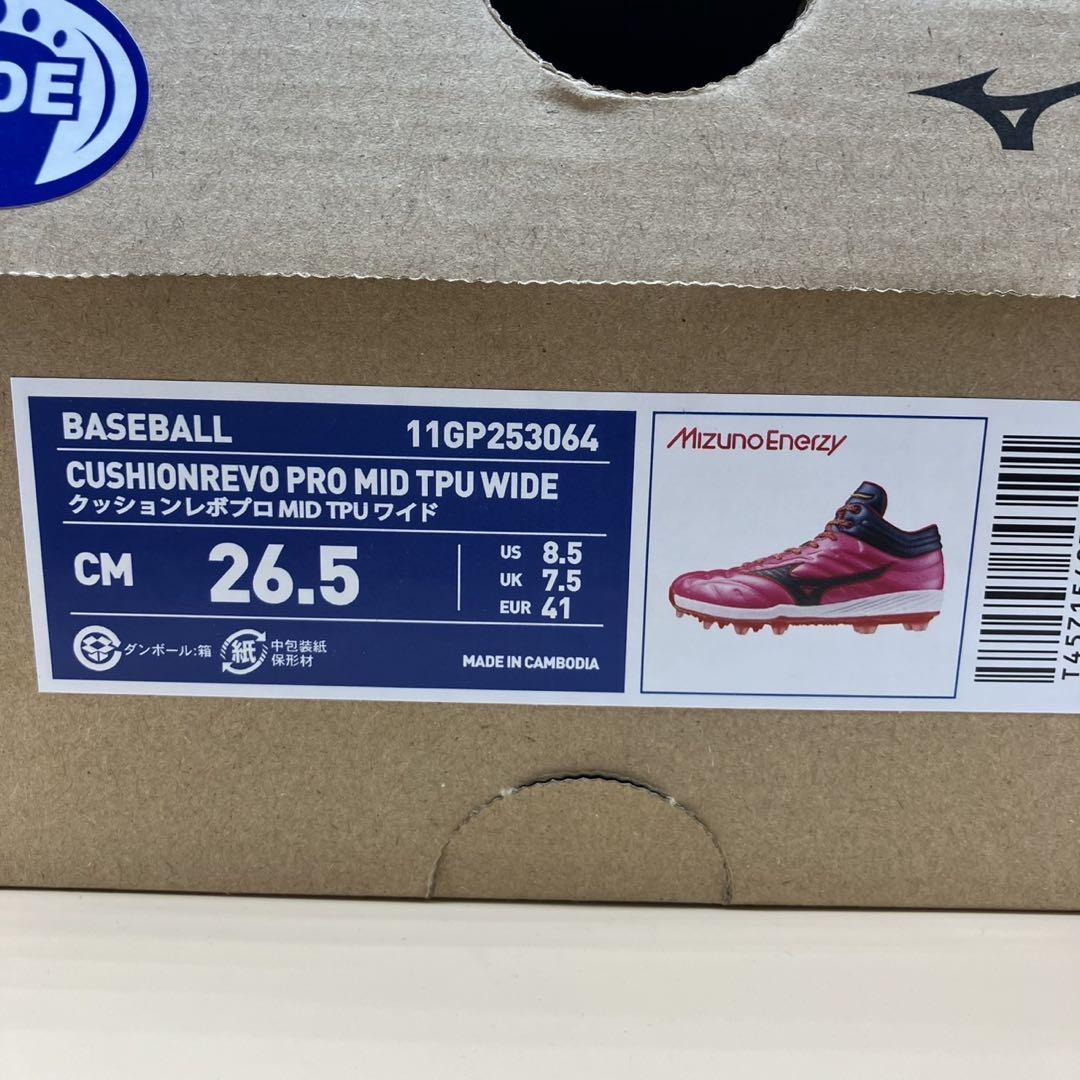 DE
BASEBALL 11GP253064
CUSHIONREVO PRO MID TPU WIDE
クッションレボプロ MID TPU ワイド
CM 26.5
US 8.5
UK 7.5
EUR 41
ダンボール:箱
紙
中包装紙
保形材
MADE IN CAMBODIA
Mizuno Enerzy